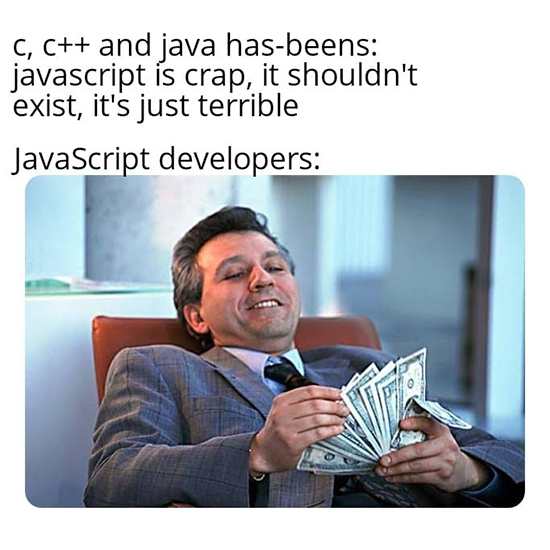 c, c++ and java has-beens:
javascript is crap, it shouldn't
exist, it's just terrible
JavaScript developers: